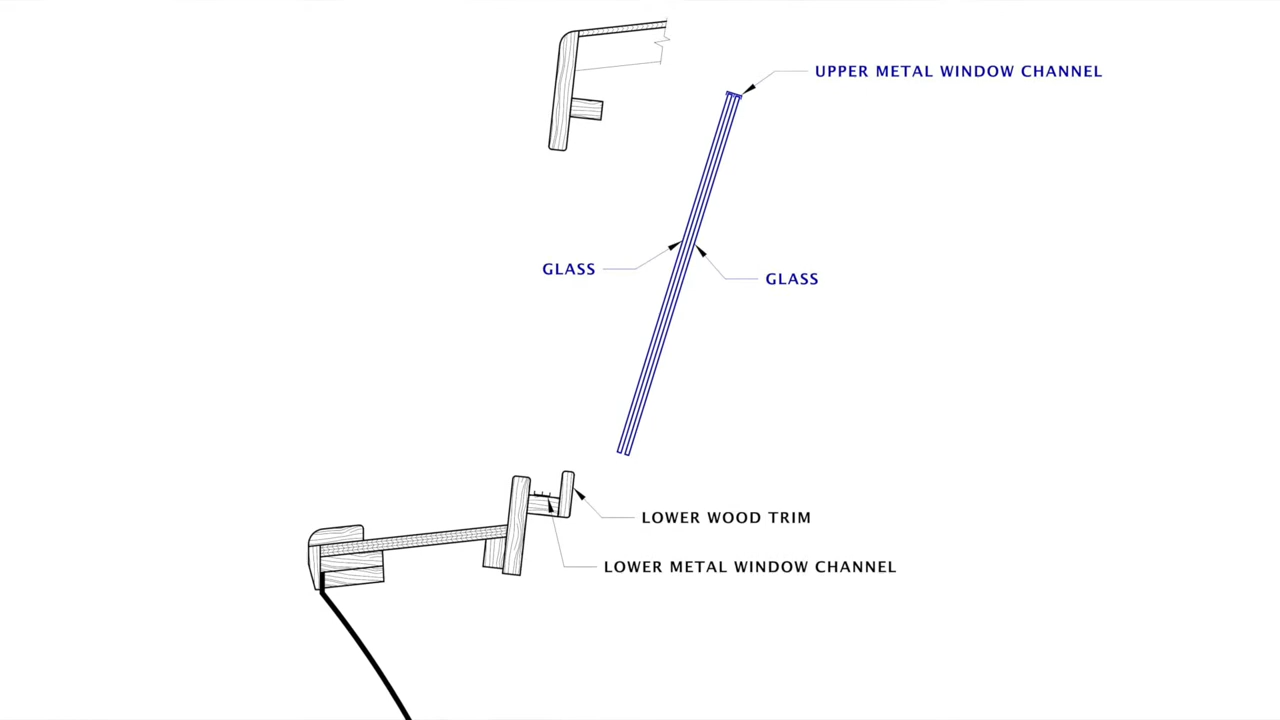 UPPER METAL WINDOW CHANNEL
GLASS
GLASS
LOWER WOOD TRIM
LOWER METAL WINDOW CHANNEL